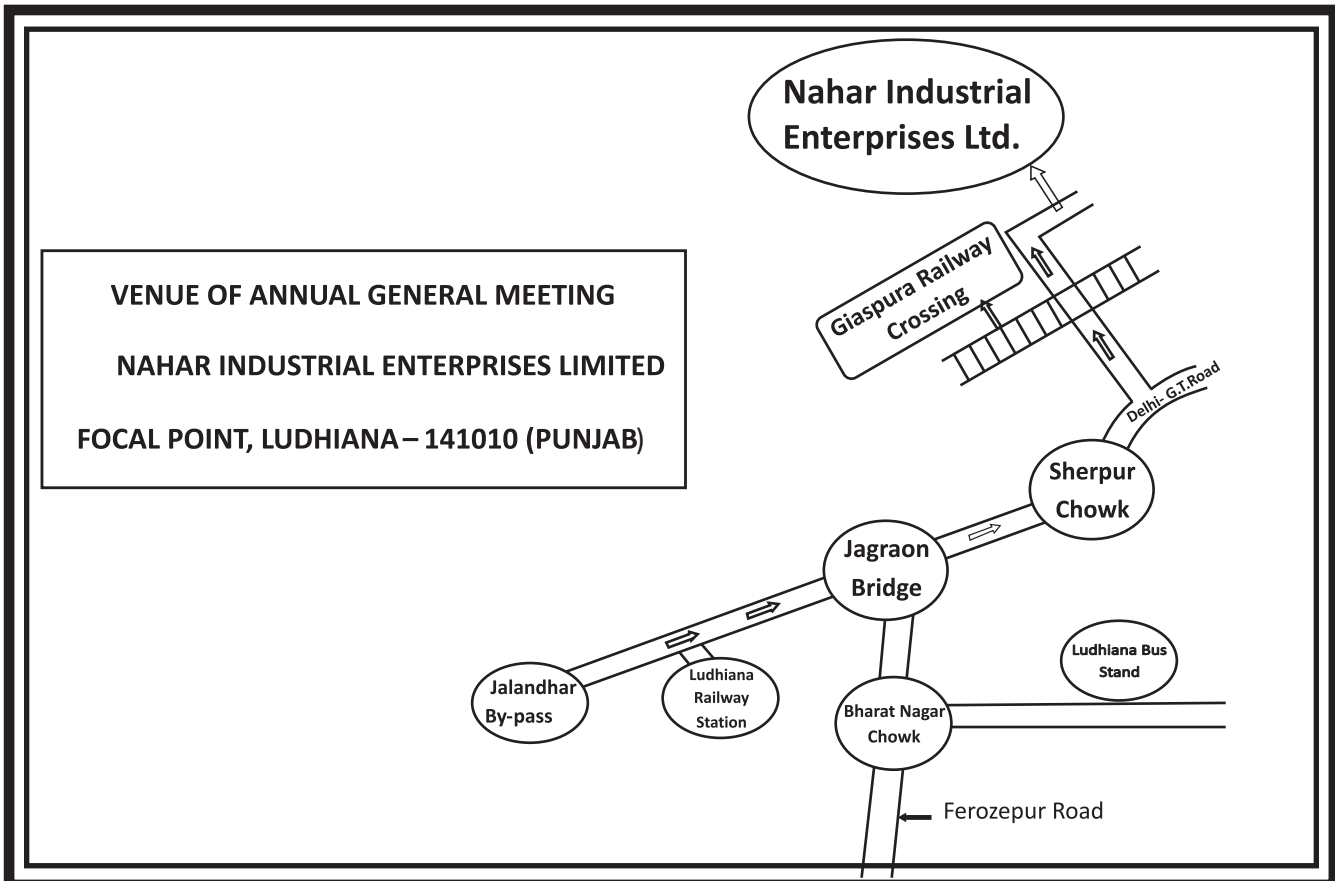 Nahar Industrial
Enterprises Ltd.
VENUE OF ANNUAL GENERAL MEETING
NAHAR INDUSTRIAL ENTERPRISES LIMITED
FOCAL POINT, LUDHIANA – 141010 (PUNJAB)
Giaspura Railway
Crossing
Delhi- G.T.Road
Sherpur
Chowk
Jagraon
Bridge
Ludhiana Bus
Stand
Jalandhar
By-pass
Ludhiana
Railway
Station
Bharat Nagar
Chowk
Ferozepur Road